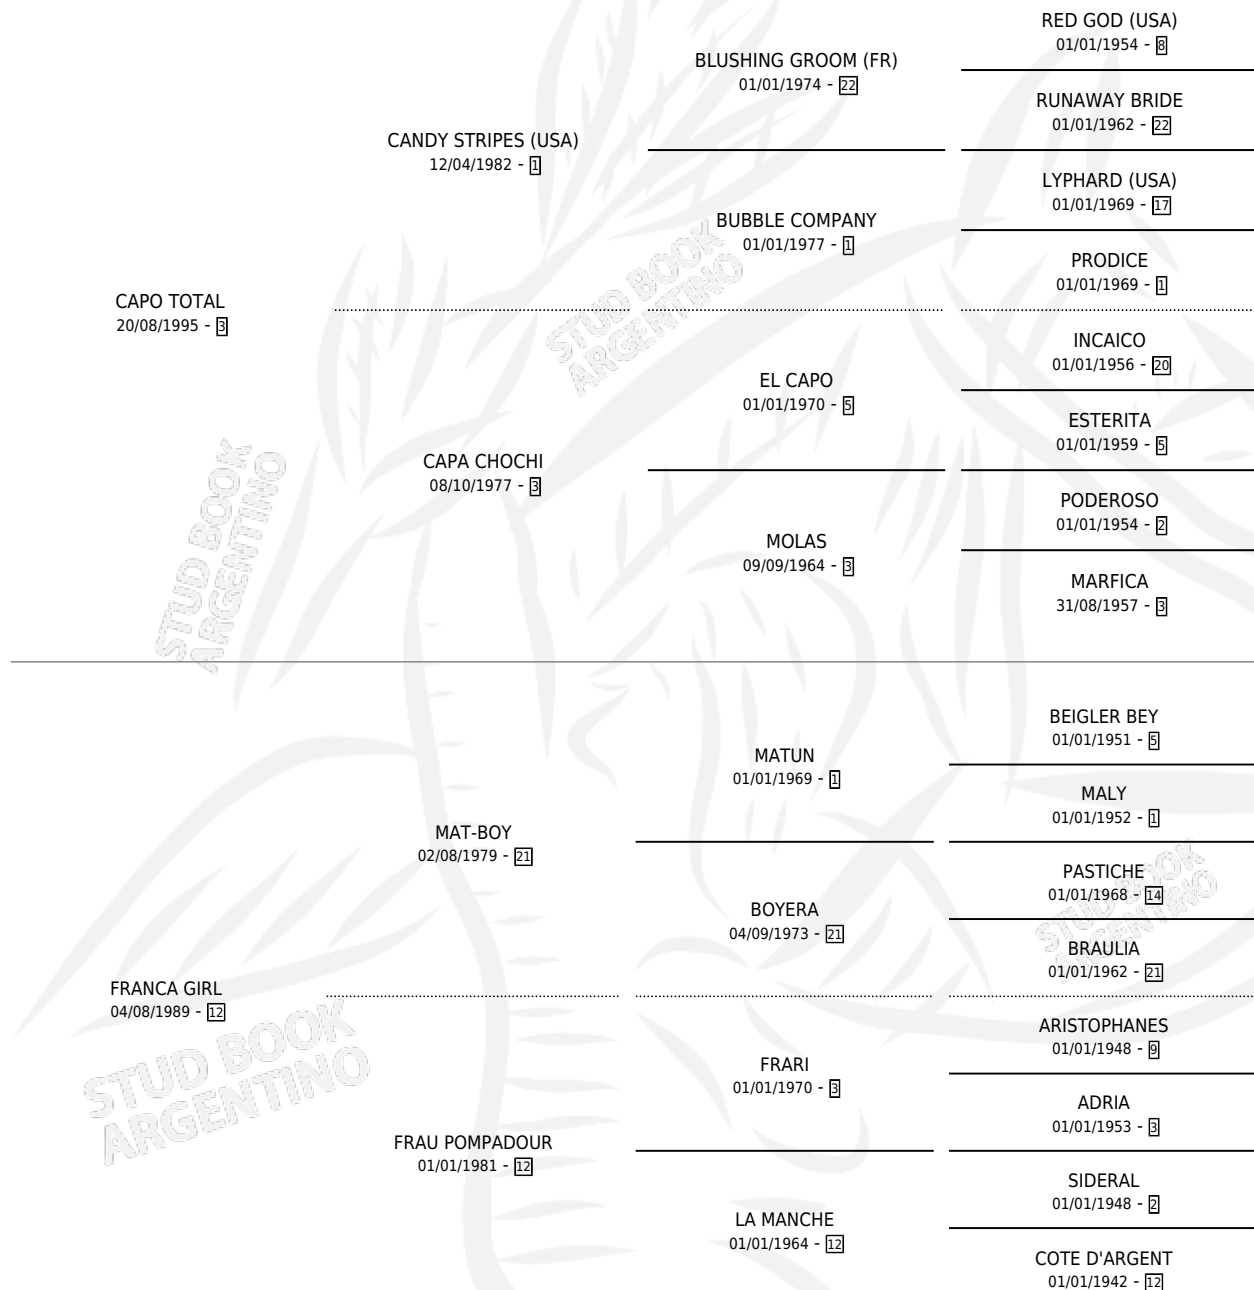 RED GOD (USA)
01/01/1954 - 8
BLUSHING GROOM (FR)
01/01/1974 - 22
RUNAWAY BRIDE
01/01/1962 - 22
CANDY STRIPES (USA)
12/04/1982 - 1
LYPHARD (USA)
01/01/1969 - 17
BUBBLE COMPANY
01/01/1977 - 1
PRODICE
01/01/1969 - 1
CAPO TOTAL
20/08/1995 - 3
INCAICO
01/01/1956 - 20
EL CAPO
01/01/1970 - 5
ESTERITA
01/01/1959 - 5
CAPA CHOCHI
08/10/1977 - 3
PODEROSO
01/01/1954 - 2
MOLAS
09/09/1964 - 3
MARFICA
31/08/1957 - 3
STUD BOOK
ARGENTINO
STUD BOOK
ARGENTINO
BEIGLER BEY
01/01/1951 - 5
MATUN
01/01/1969 - 1
MALY
01/01/1952 - 1
MAT-BOY
02/08/1979 - 21
PASTICHE
01/01/1968 - 14
BOYERA
04/09/1973 - 21
BRAULIA
01/01/1962 - 21
STUD BOOK
ARGENTINO
FRANCA GIRL
04/08/1989 - 12
ARISTOPHANES
01/01/1948 - 9
FRARI
01/01/1970 - 3
ADRIA
01/01/1953 - 3
FRAU POMPADOUR
01/01/1981 - 12
SIDERAL
01/01/1948 - 2
LA MANCHE
01/01/1964 - 12
COTE D'ARGENT
01/01/1942 - 12
STUD BOOK
ARGENTINO